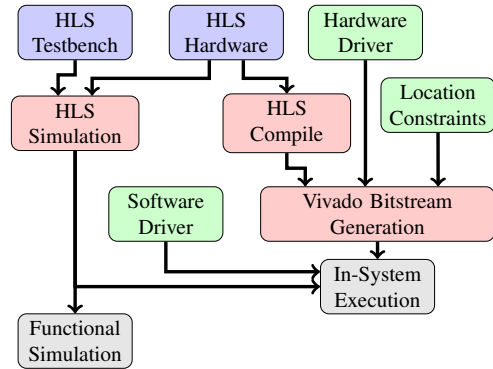 HLS
Testbench
HLS
Hardware
Hardware
Driver
HLS
Simulation
HLS
Compile
Location
Constraints
Software
Driver
Vivado Bitstream
Generation
In-System
Execution
Functional
Simulation